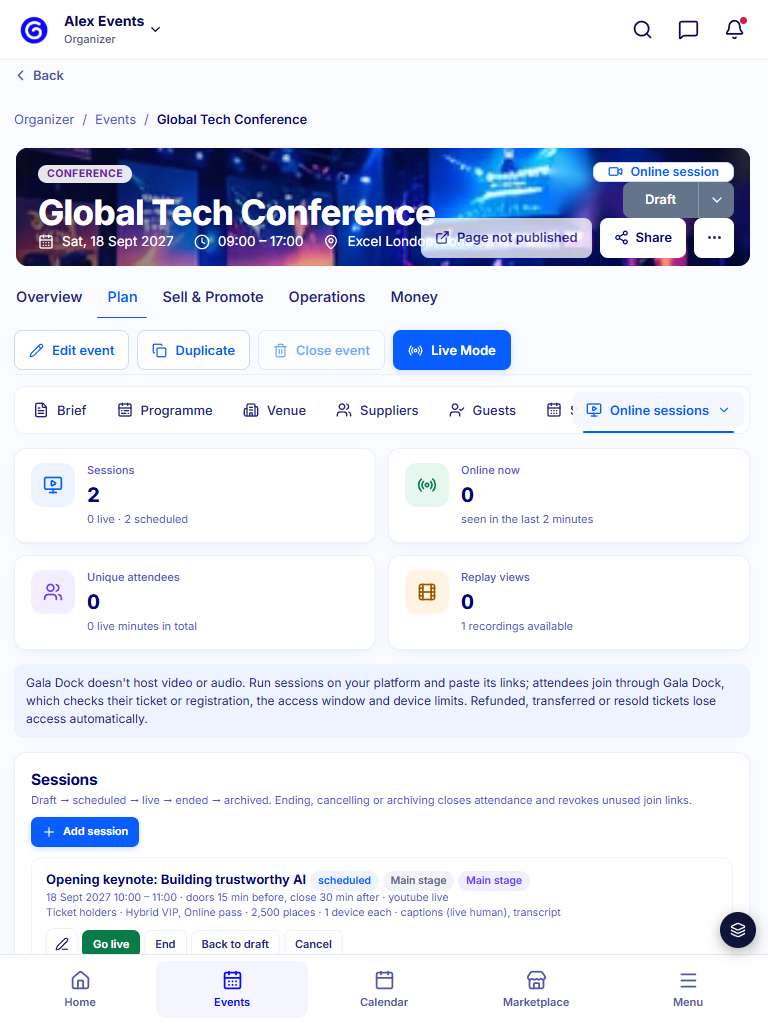 Alex Events
Organizer
Back
Organizer / Events / Global Tech Conference
CONFERENCE
Online session
Draft
Global Tech Conference
Sat, 18 Sept 2027 09:00 – 17:00 Excel London
Page not published
Share
Overview Plan Sell & Promote Operations Money
Edit event Duplicate Close event Live Mode
Brief Programme Venue Suppliers Guests Online sessions
Sessions
2
0 live · 2 scheduled
Online now
0
seen in the last 2 minutes
Unique attendees
0
0 live minutes in total
Replay views
0
1 recordings available
Gala Dock doesn't host video or audio. Run sessions on your platform and paste its links; attendees join through Gala Dock,
which checks their ticket or registration, the access window and device limits. Refunded, transferred or resold tickets lose
access automatically.
Sessions
Draft → scheduled → live → ended → archived. Ending, cancelling or archiving closes attendance and revokes unused join links.
Add session
Opening keynote: Building trustworthy AI scheduled Main stage Main stage
18 Sept 2027 10:00 – 11:00 · doors 15 min before, close 30 min after · youtube live
Ticket holders · Hybrid VIP, Online pass · 2,500 places · 1 device each · captions (live human), transcript
Go live End Back to draft Cancel
Home Events Calendar Marketplace Menu